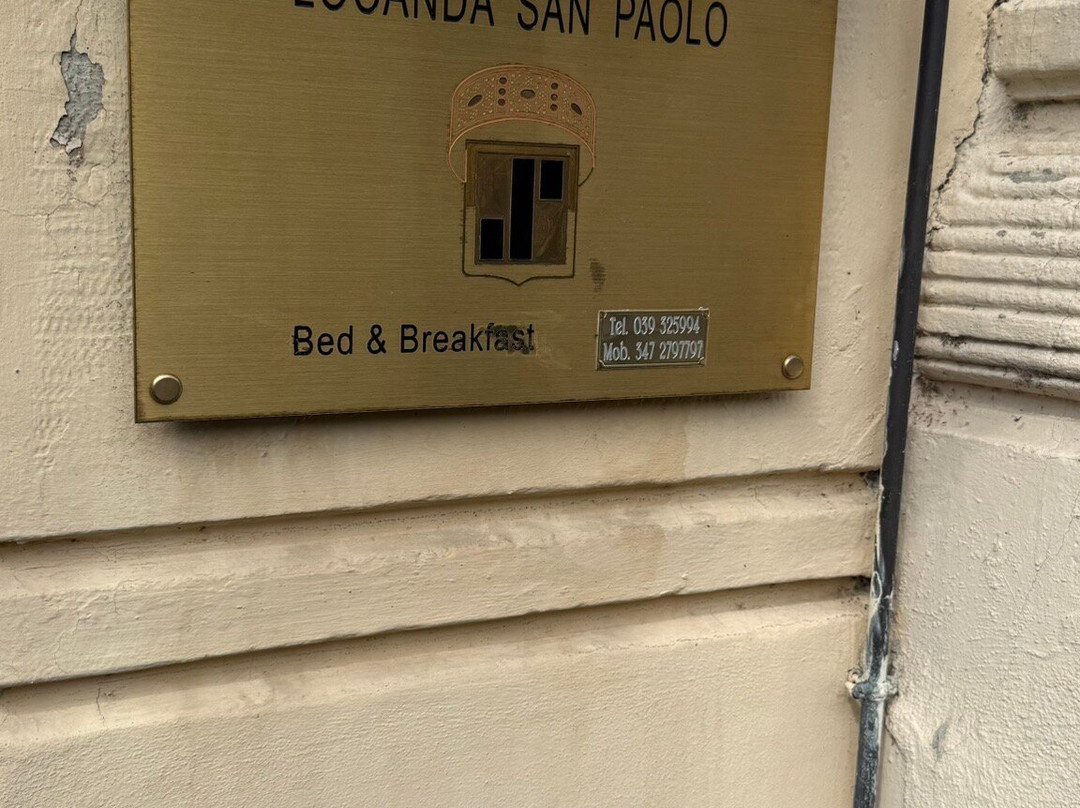 LOCANDA SAN PAOLO
Bed & Breakfast
Tel. 039 325994
Mob. 347 2797797